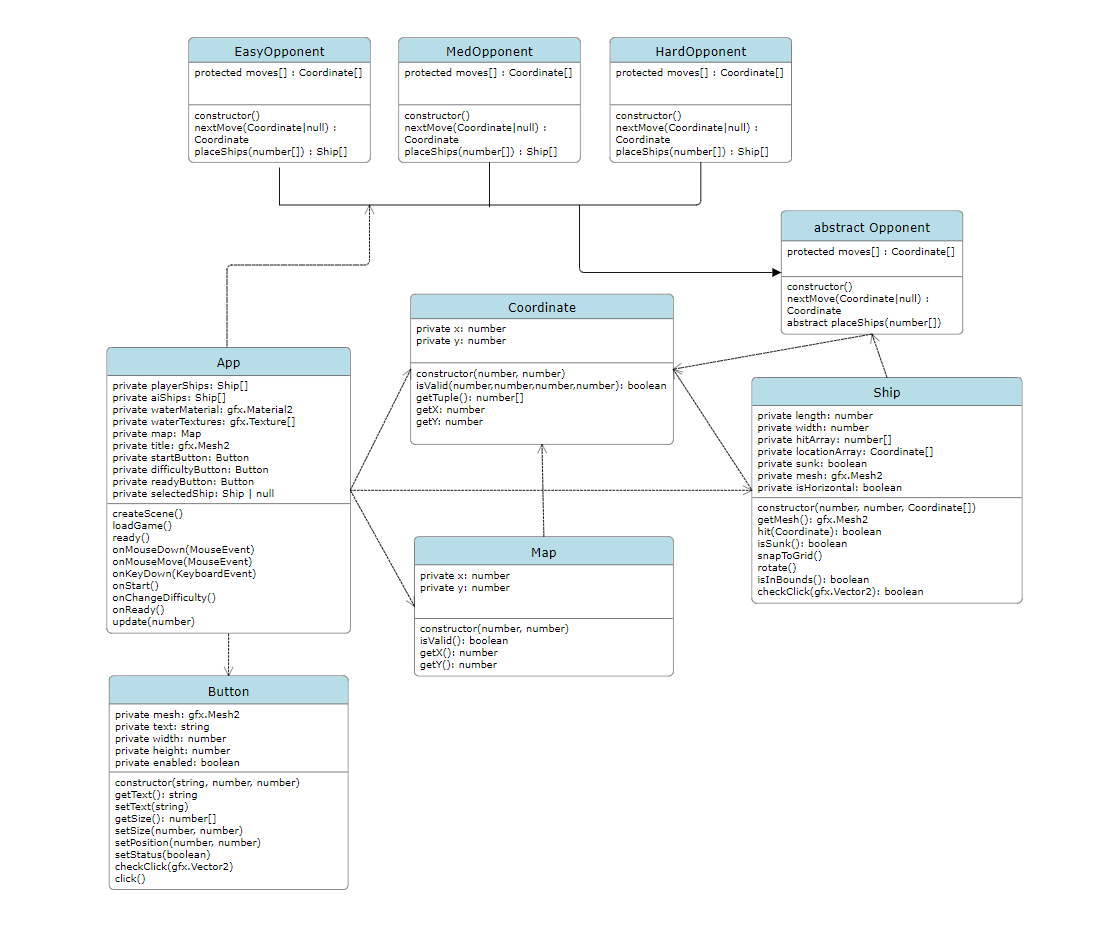 EasyOpponent
protected moves[] : Coordinate[]
constructor()
nextMove(Coordinate|null) :
Coordinate
placeShips(number[]) : Ship[]
MedOpponent
protected moves[] : Coordinate[]
constructor()
nextMove(Coordinate|null) :
Coordinate
placeShips(number[]) : Ship[]
HardOpponent
protected moves[] : Coordinate[]
constructor()
nextMove(Coordinate|null) :
Coordinate
placeShips(number[]) : Ship[]
abstract Opponent
protected moves[] : Coordinate[]
constructor()
nextMove(Coordinate|null) :
Coordinate
abstract placeShips(number[])
Coordinate
private x: number
private y: number
constructor(number, number)
isValid(number,number,number,number): boolean
getTuple(): number[]
getX: number
getY: number
App
private playerShips: Ship[]
private aiShips: Ship[]
private waterMaterial: gfx.Material2
private waterTextures: gfx.Texture[]
private map: Map
private title: gfx.Mesh2
private startButton: Button
private difficultyButton: Button
private readyButton: Button
private selectedShip: Ship | null
createScene()
loadGame()
ready()
onMouseDown(MouseEvent)
onMouseMove(MouseEvent)
onKeyDown(KeyboardEvent)
onStart()
onChangeDifficulty()
onReady()
update(number)
Ship
private length: number
private width: number
private hitArray: number[]
private locationArray: Coordinate[]
private sunk: boolean
private mesh: gfx.Mesh2
private isHorizontal: boolean
constructor(number, number, Coordinate[])
getMesh(): gfx.Mesh2
hit(Coordinate): boolean
isSunk(): boolean
snapToGrid()
rotate()
isInBounds(): boolean
checkClick(gfx.Vector2): boolean
Map
private x: number
private y: number
constructor(number, number)
isValid(): boolean
getX(): number
getY(): number
Button
private mesh: gfx.Mesh2
private text: string
private width: number
private height: number
private enabled: boolean
constructor(string, number, number)
getText(): string
setText(string)
getSize(): number[]
setSize(number, number)
setPosition(number, number)
setStatus(boolean)
checkClick(gfx.Vector2)
click()